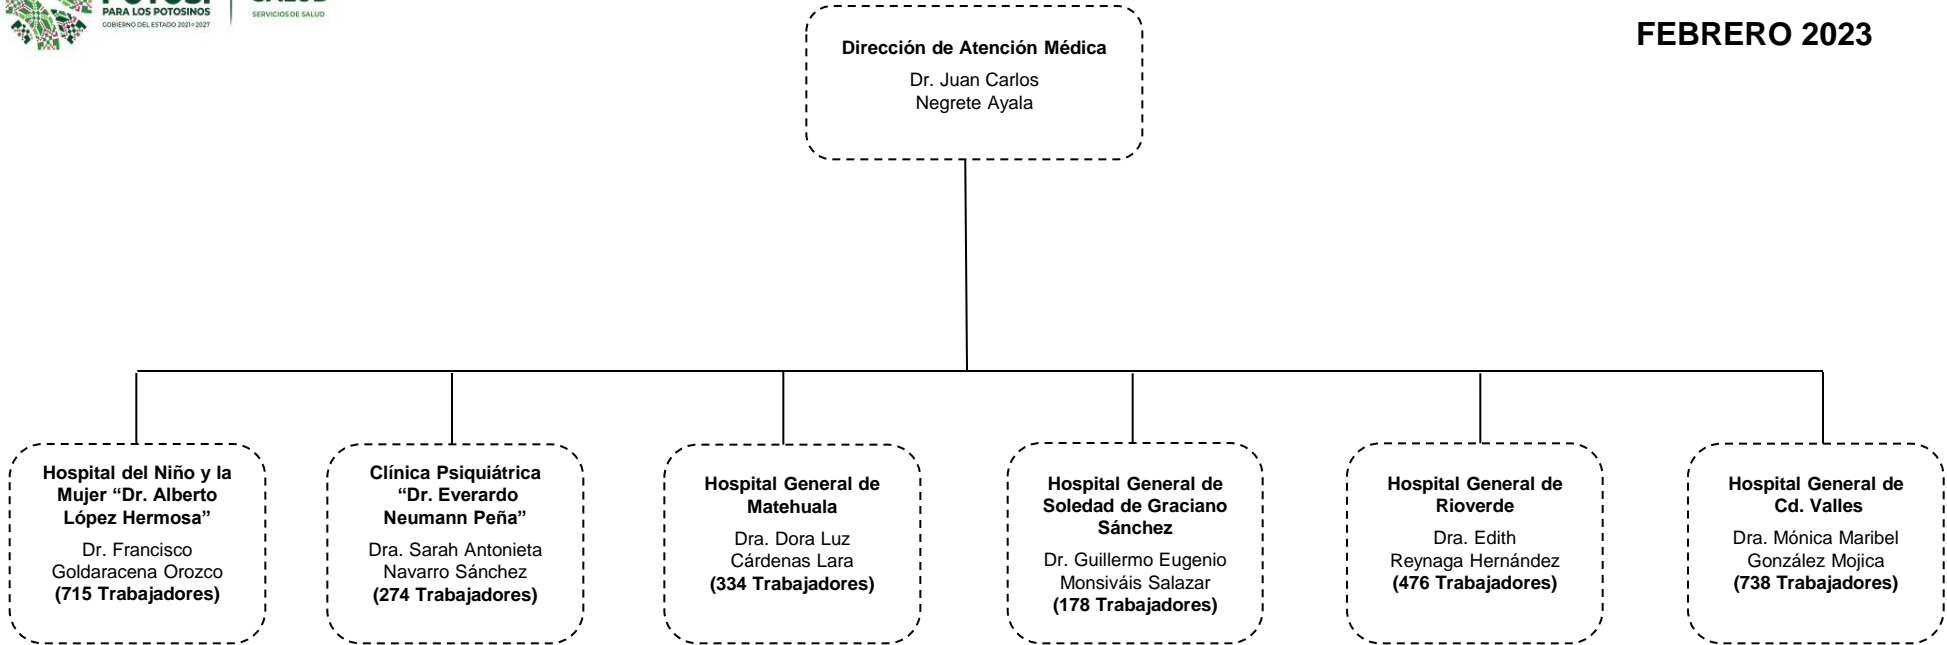 POTOSÍ
PARA LOS POTOSINOS
GOBIERNO DEL ESTADO 2021•2027
SALUD
SERVICIOS DE SALUD
FEBRERO 2023
Dirección de Atención Médica
Dr. Juan Carlos
Negrete Ayala
Hospital del Niño y la
Mujer “Dr. Alberto
López Hermosa”
Dr. Francisco
Goldaracena Orozco
(715 Trabajadores)
Clínica Psiquiátrica
“Dr. Everardo
Neumann Peña”
Dra. Sarah Antonieta
Navarro Sánchez
(274 Trabajadores)
Hospital General de
Matehuala
Dra. Dora Luz
Cárdenas Lara
(334 Trabajadores)
Hospital General de
Soledad de Graciano
Sánchez
Dr. Guillermo Eugenio
Monsiváis Salazar
(178 Trabajadores)
Hospital General de
Rioverde
Dra. Edith
Reynaga Hernández
(476 Trabajadores)
Hospital General de
Cd. Valles
Dra. Mónica Maribel
González Mojica
(738 Trabajadores)